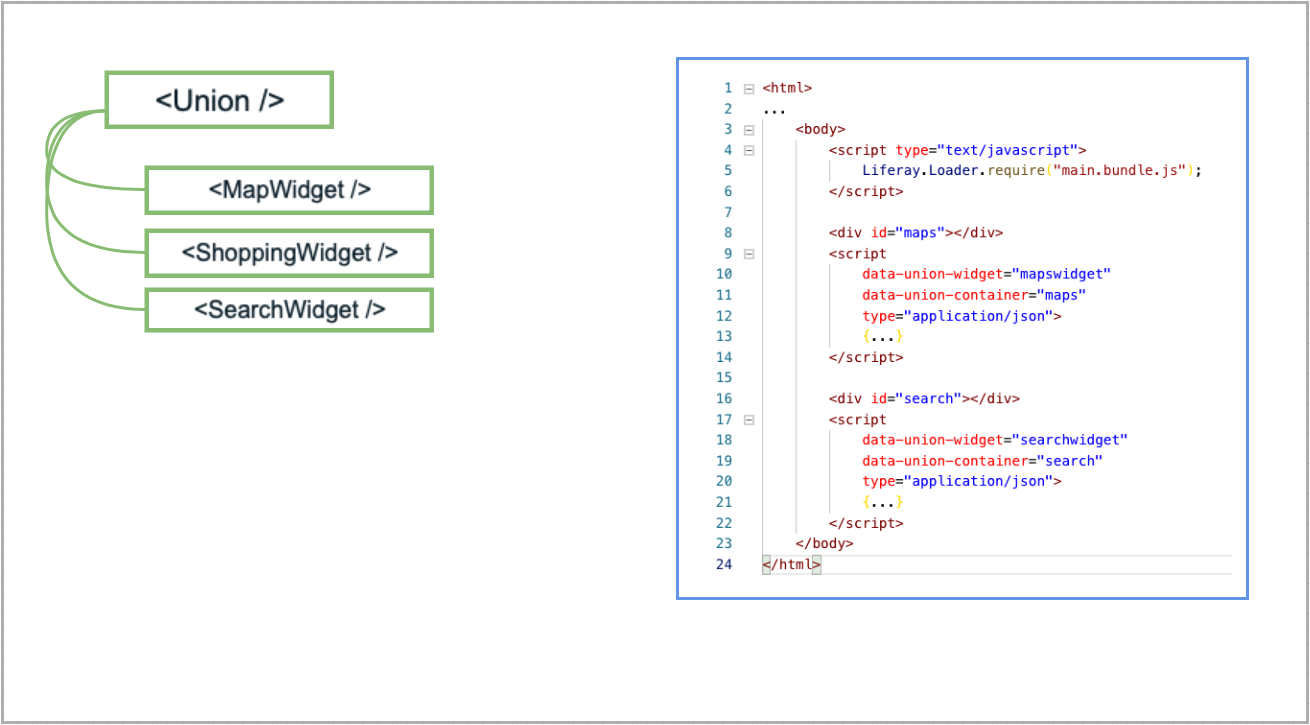 <Union />
<MapWidget />
<ShoppingWidget />
<SearchWidget />
1 <html>
2 ...
3 <body>
4 <script type="text/javascript">
5 Liferay.Loader.require("main.bundle.js");
6 </script>
7
8 <div id="maps"></div>
9 <script
10 data-union-widget="mapswidget"
11 data-union-container="maps"
12 type="application/json">
13 {...}
14 </script>
15
16 <div id="search"></div>
17 <script
18 data-union-widget="searchwidget"
19 data-union-container="search"
20 type="application/json">
21 {...}
22 </script>
23 </body>
24 </html>